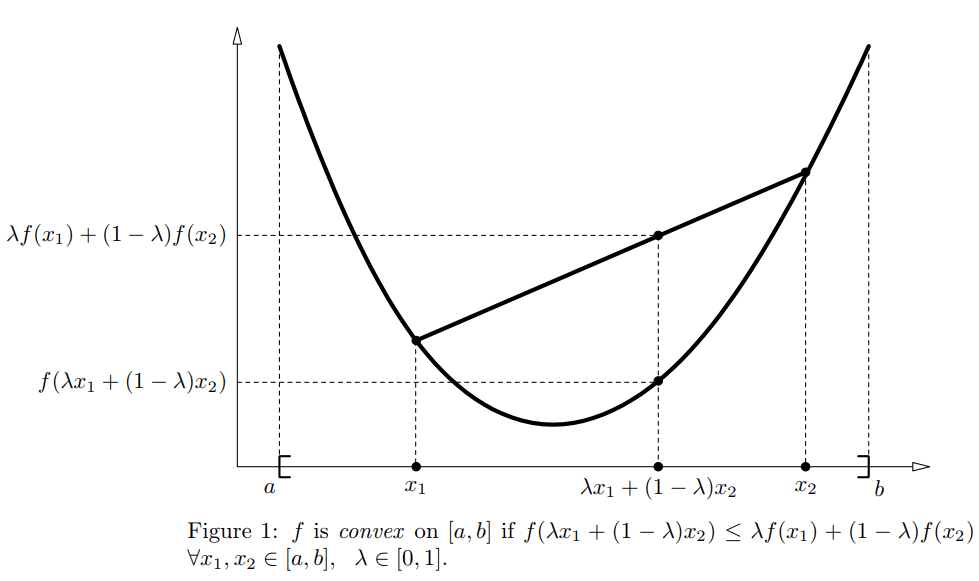 λf(x₁) + (1 − λ)f(x₂)
f(λx₁ + (1 − λ)x₂)
a
x₁
λx₁ + (1 − λ)x₂
x₂
b
Figure 1: f is convex on [a, b] if f(λx₁ + (1 − λ)x₂) ≤ λf(x₁) + (1 − λ)f(x₂)
∀x₁, x₂ ∈ [a, b], λ ∈ [0, 1].